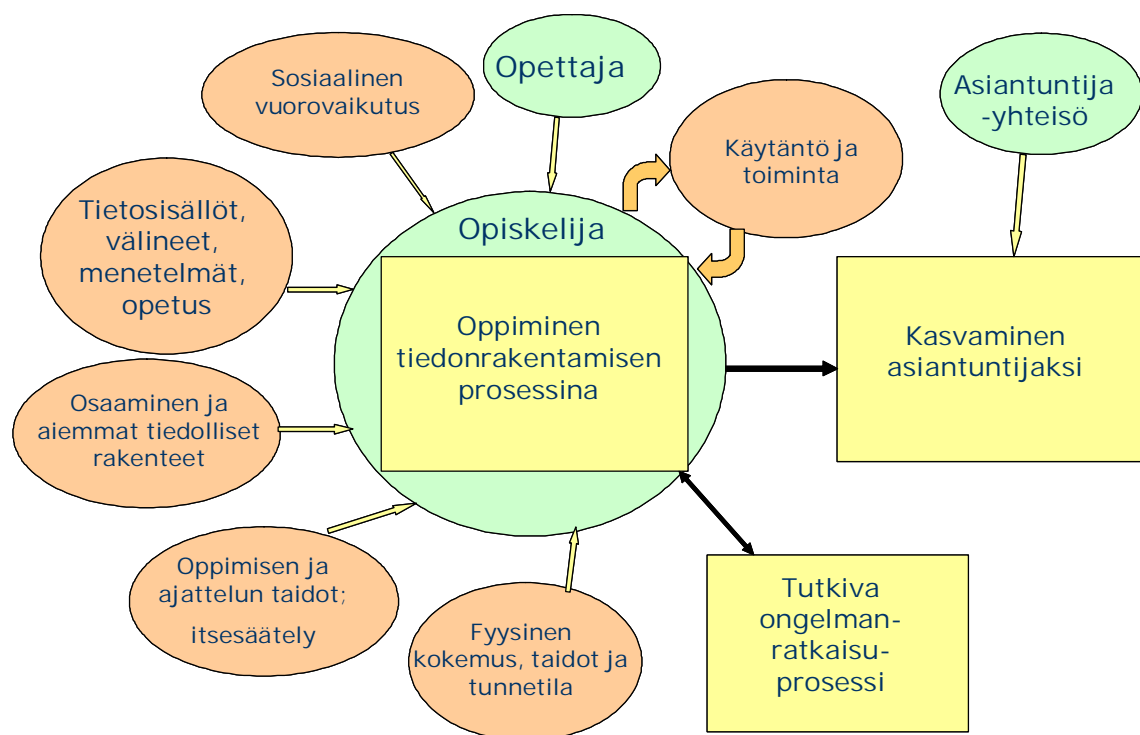 Sosiaalinen
vuorovaikutus
Opettaja
Asiantuntija
-yhteisö
Käytäntö ja
toiminta
Tietosisällöt,
välineet,
menetelmät,
opetus
Opiskelija
Oppiminen
tiedonrakentamisen
prosessina
Kasvaminen
asiantuntijaksi
Osaaminen ja
aiemmat tiedolliset
rakenteet
Oppimisen ja
ajattelun taidot;
itsesäätely
Fyysinen
kokemus, taidot ja
tunnetila
Tutkiva
ongelman-
ratkaisu-
prosessi